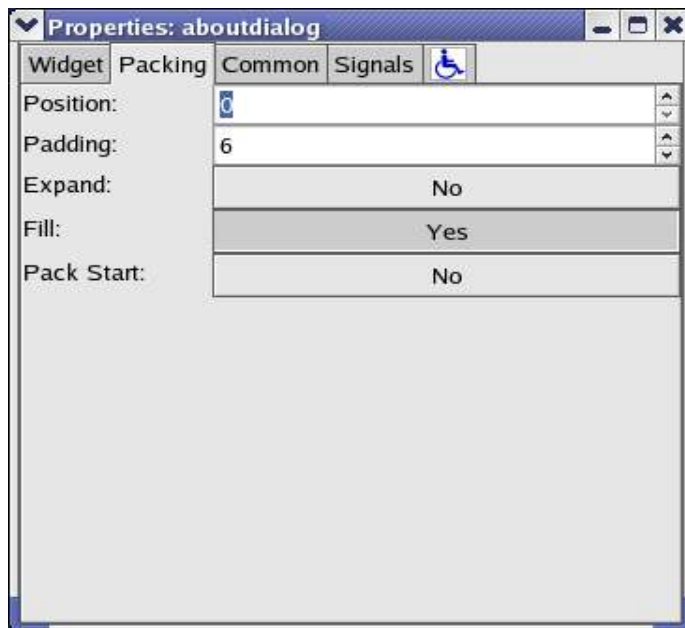 Properties: aboutdialog
Widget Packing Common Signals
Position: 0
Padding: 6
Expand: No
Fill: Yes
Pack Start: No